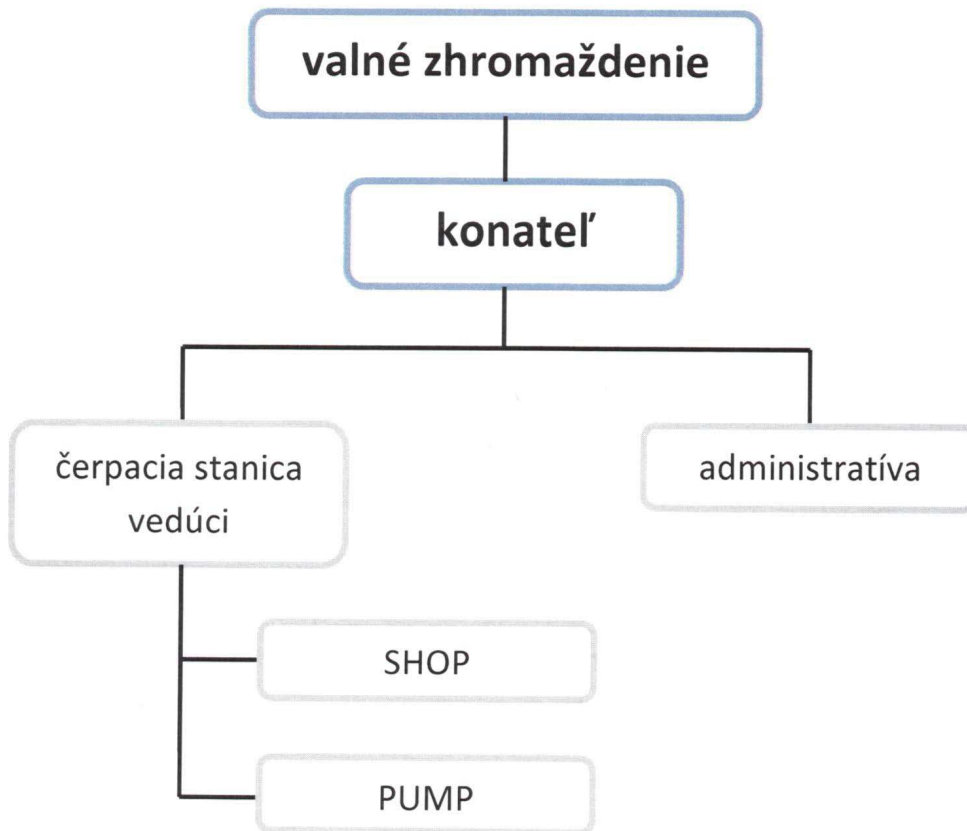 valné zhromaždenie
konateľ
čerpacia stanica
vedúci
administratíva
SHOP
PUMP